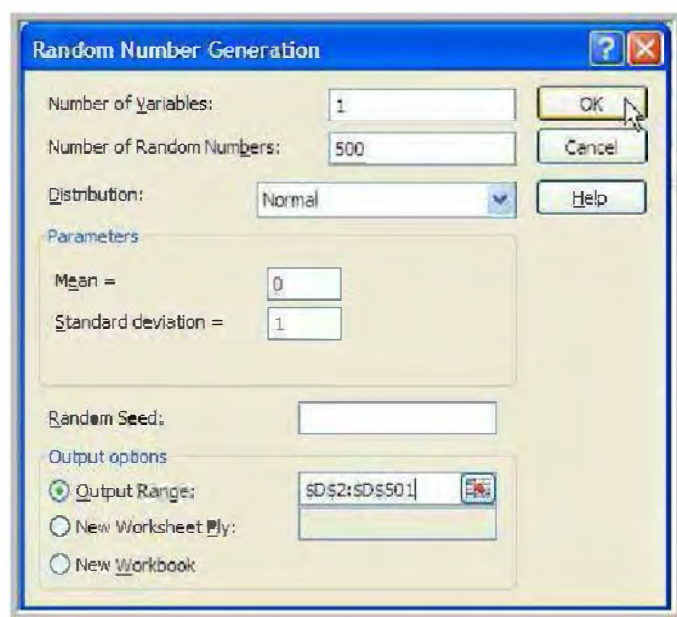 Random Number Generation
Number of Variables: 1
OK
Number of Random Numbers: 500
Cancel
Distribution: Normal
Help
Parameters
Mean = 0
Standard deviation = 1
Random Seed:
Output options
Output Range: $D$2:$D$501
New Worksheet Ply:
New Workbook